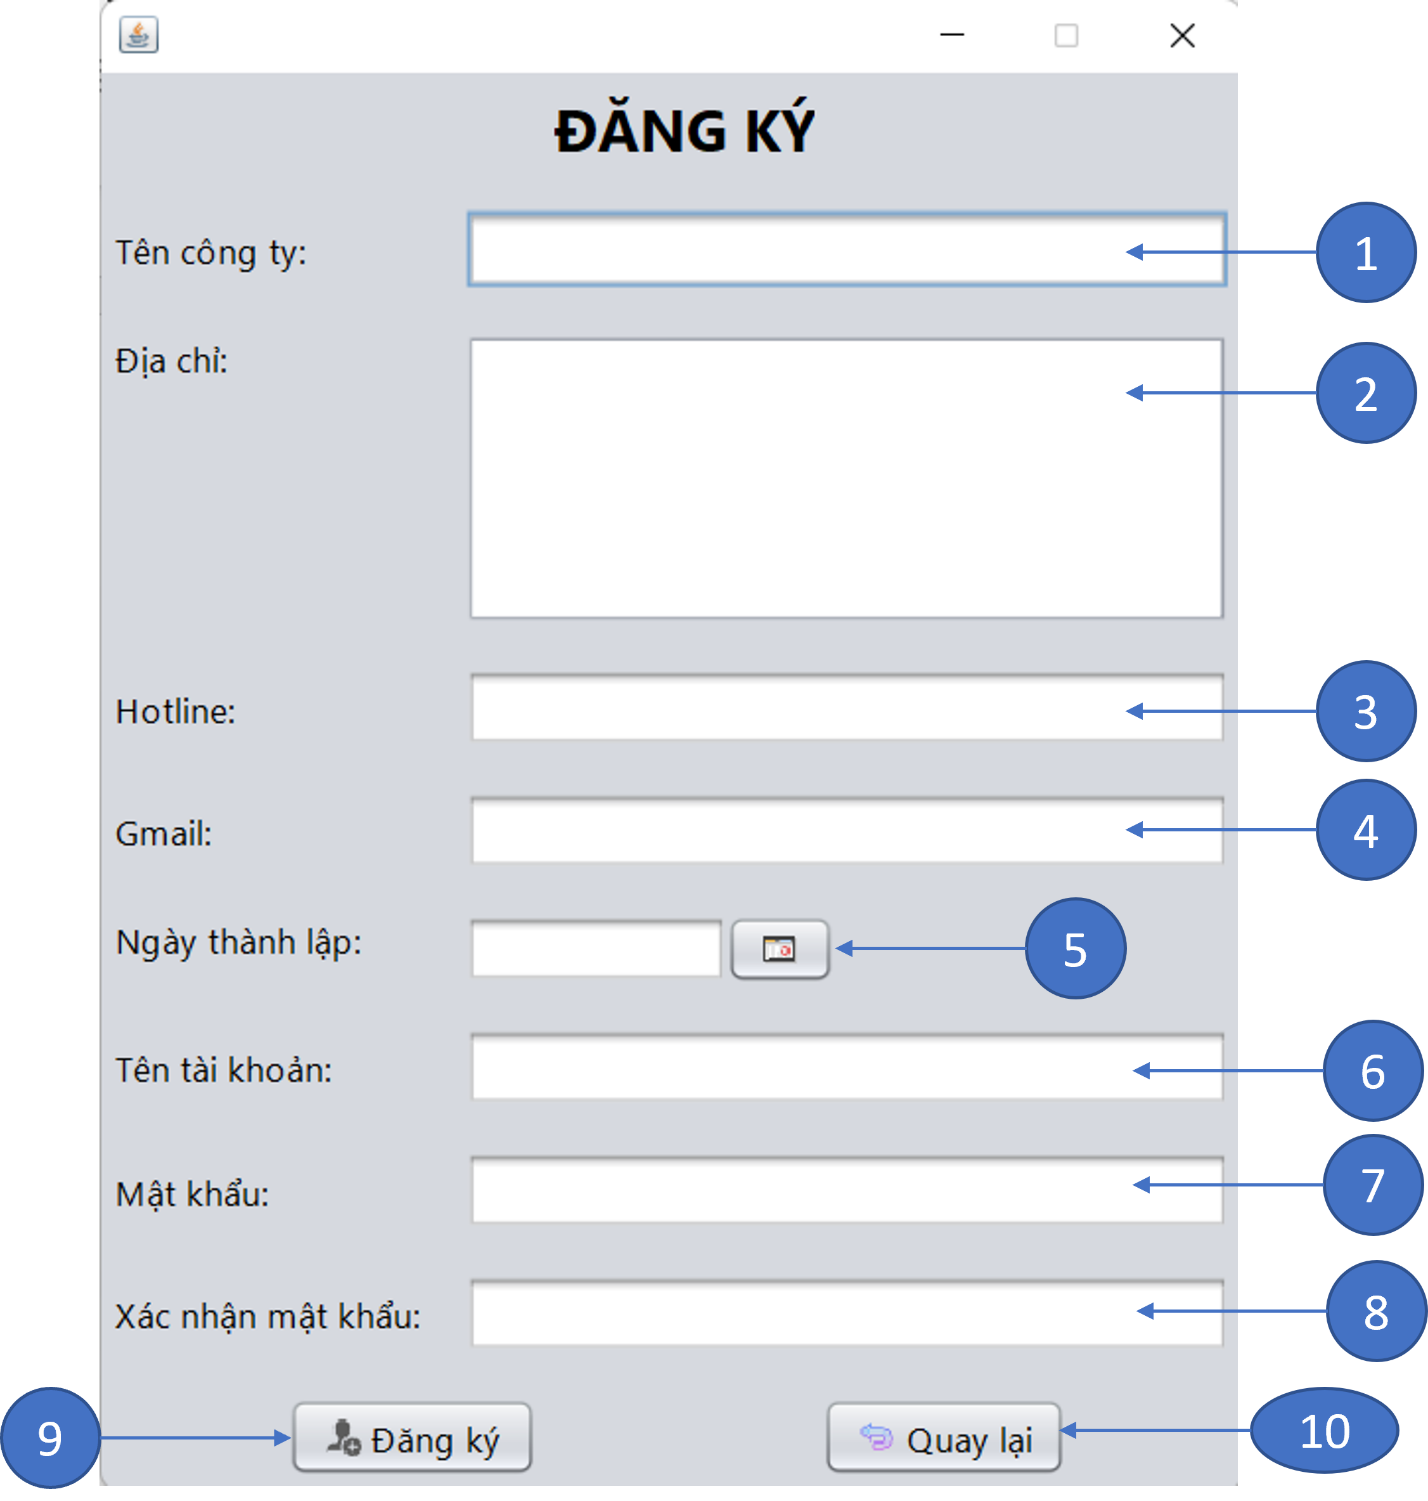 ĐĂNG KÝ
Tên công ty:
1
Địa chỉ:
2
Hotline:
3
Gmail:
4
Ngày thành lập:
5
Tên tài khoản:
6
Mật khẩu:
7
Xác nhận mật khẩu:
8
9
Đăng ký
Quay lại
10